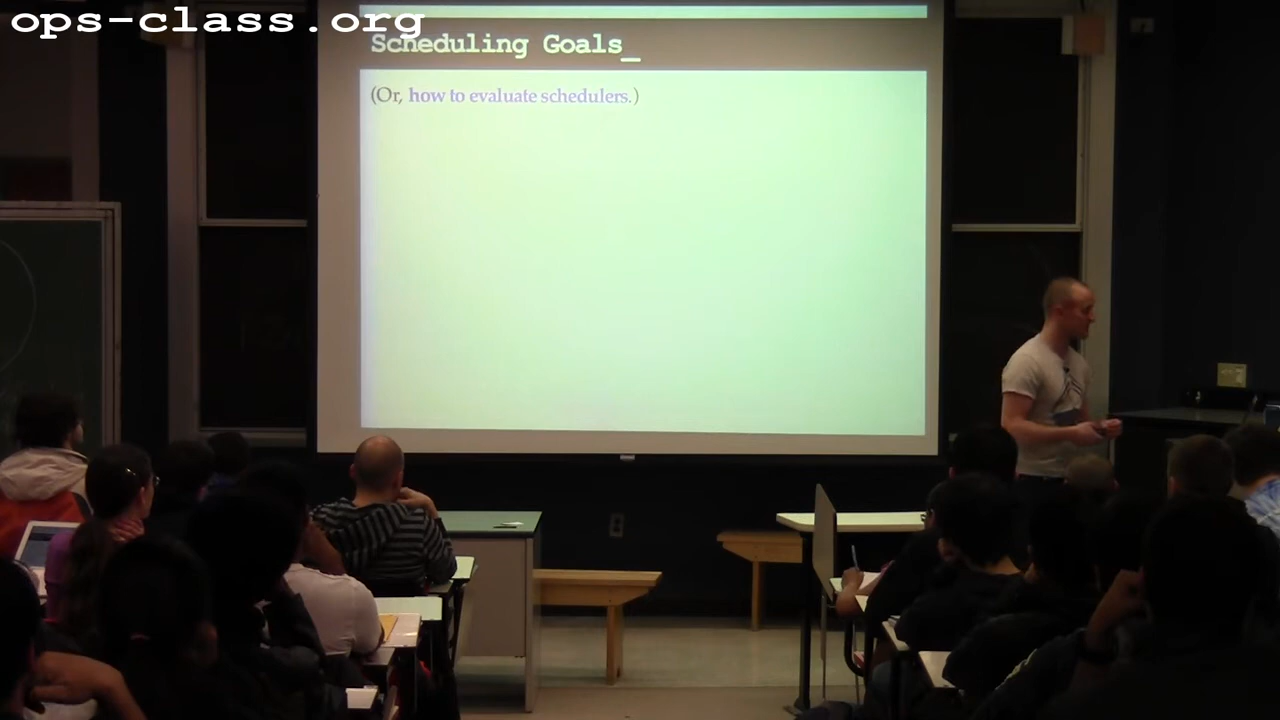 ops-class.org
Scheduling Goals_
(Or, how to evaluate schedulers.)